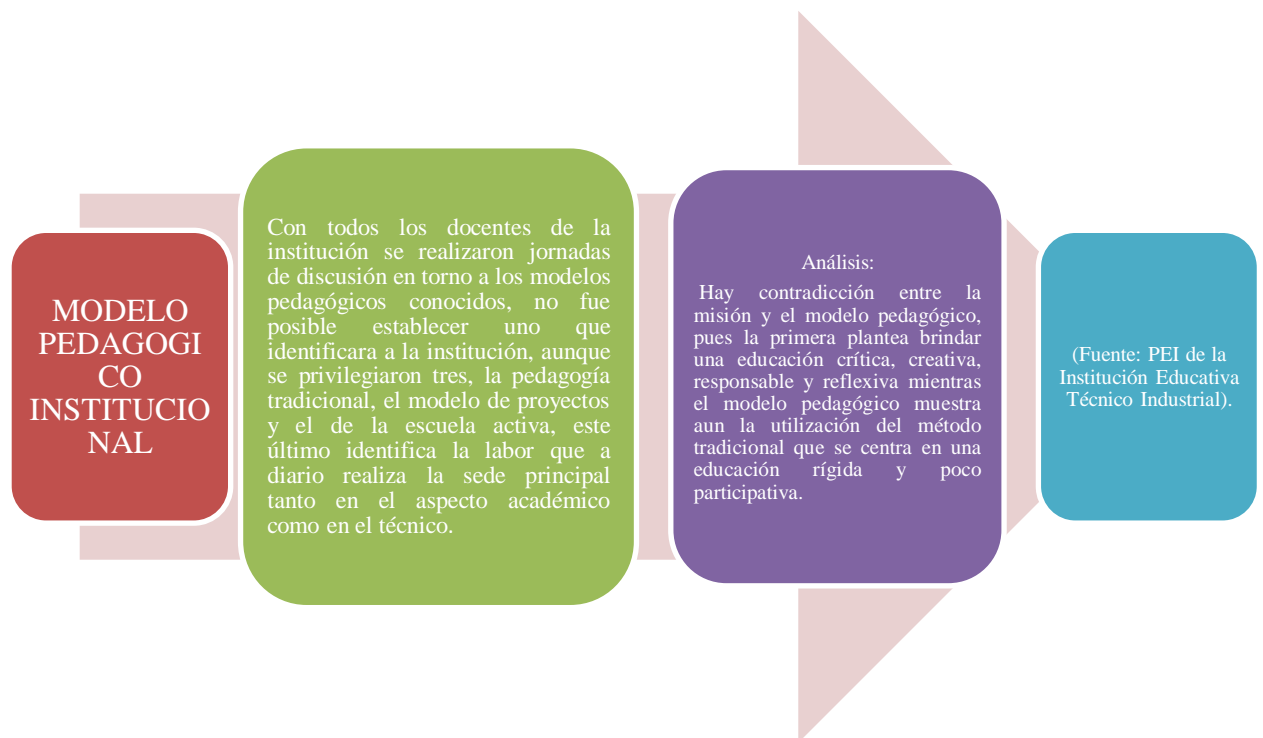 MODELO
PEDAGOGI
CO
INSTITUCIO
NAL
Con todos los docentes de la
institución se realizaron jornadas
de discusión en torno a los modelos
pedagógicos conocidos, no fue
posible establecer uno que
identificara a la institución, aunque
se privilegiaron tres, la pedagogía
tradicional, el modelo de proyectos
y el de la escuela activa, este
último identifica la labor que a
diario realiza la sede principal
tanto en el aspecto académico
como en el técnico.
Análisis:
Hay contradicción entre la
misión y el modelo pedagógico,
pues la primera plantea brindar
una educación crítica, creativa,
responsable y reflexiva mientras
el modelo pedagógico muestra
aun la utilización del método
tradicional que se centra en una
educación rígida y poco
participativa.
(Fuente: PEI de la
Institución Educativa
Técnico Industrial).